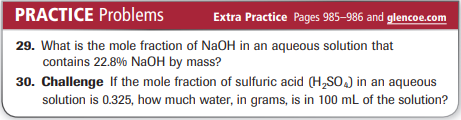 PRACTICE Problems
Extra Practice Pages 985–986 and glencoe.com
29. What is the mole fraction of NaOH in an aqueous solution that
contains 22.8% NaOH by mass?
30. Challenge If the mole fraction of sulfuric acid (H₂SO₄) in an aqueous
solution is 0.325, how much water, in grams, is in 100 mL of the solution?